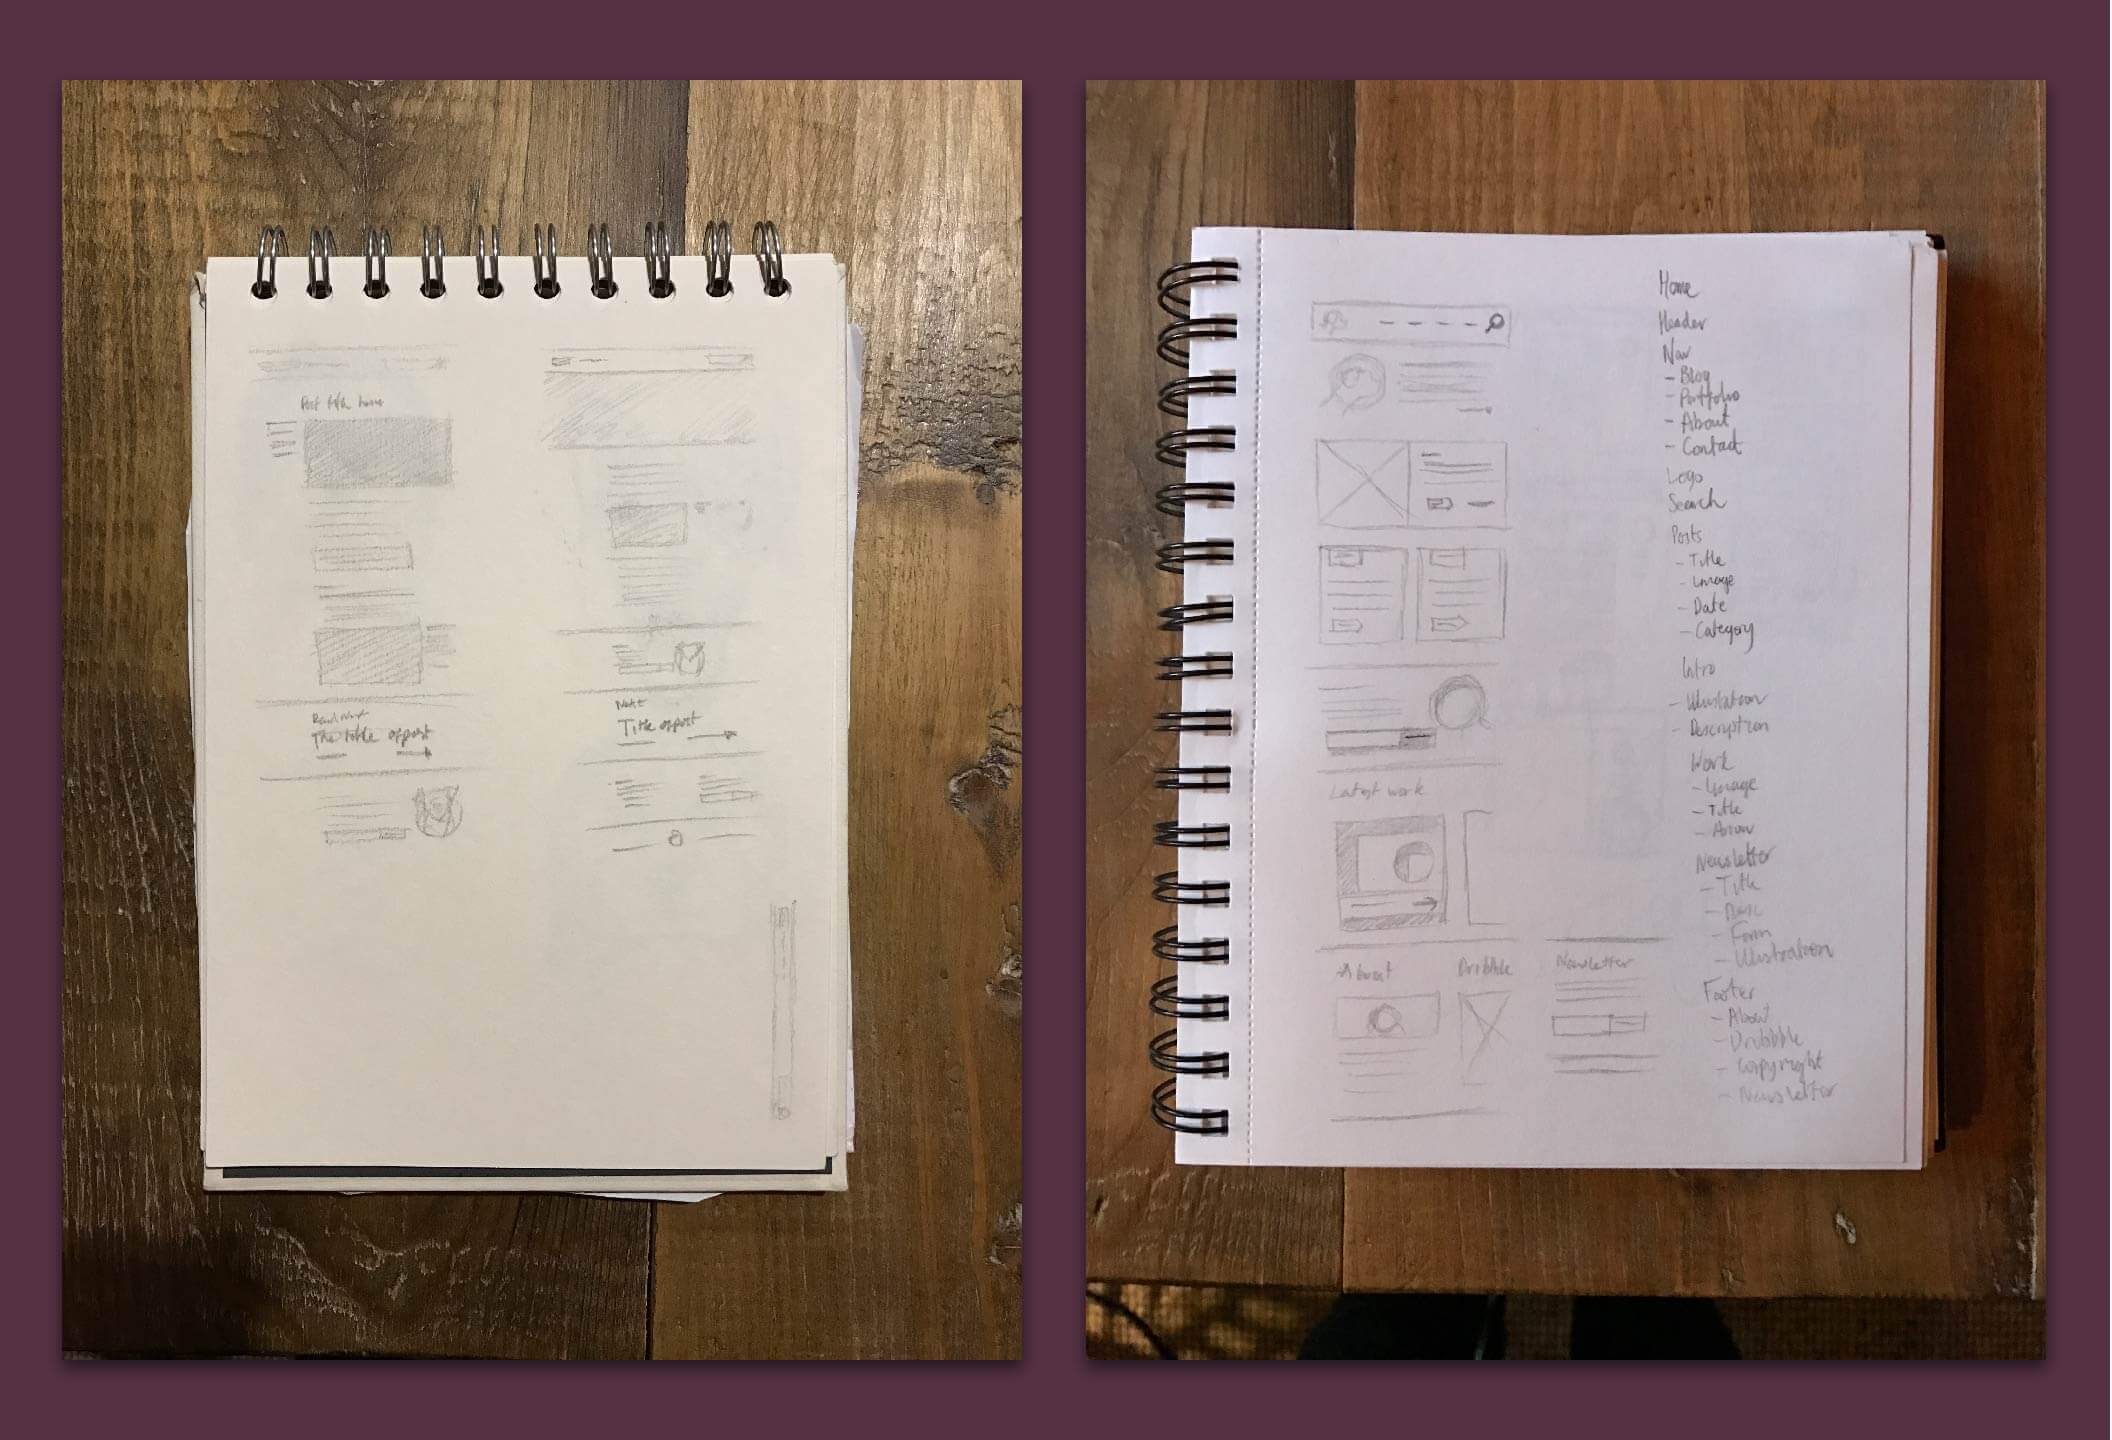 Post title here
Read next
The title of post
Next
Title of post
Latest work
About
Dribbble
Newsletter
Home
Header
Nav
- Blog
- Portfolio
- About
- Contact
Logo
Search
Posts
- Title
- Image
- Date
- Category
Intro
- Illustration
- Description
Work
- Image
- Title
- Arrow
Newsletter
- Title
- Desc
- Form
- Illustration
Footer
- About
- Dribbble
- Copyright
- Newsletter